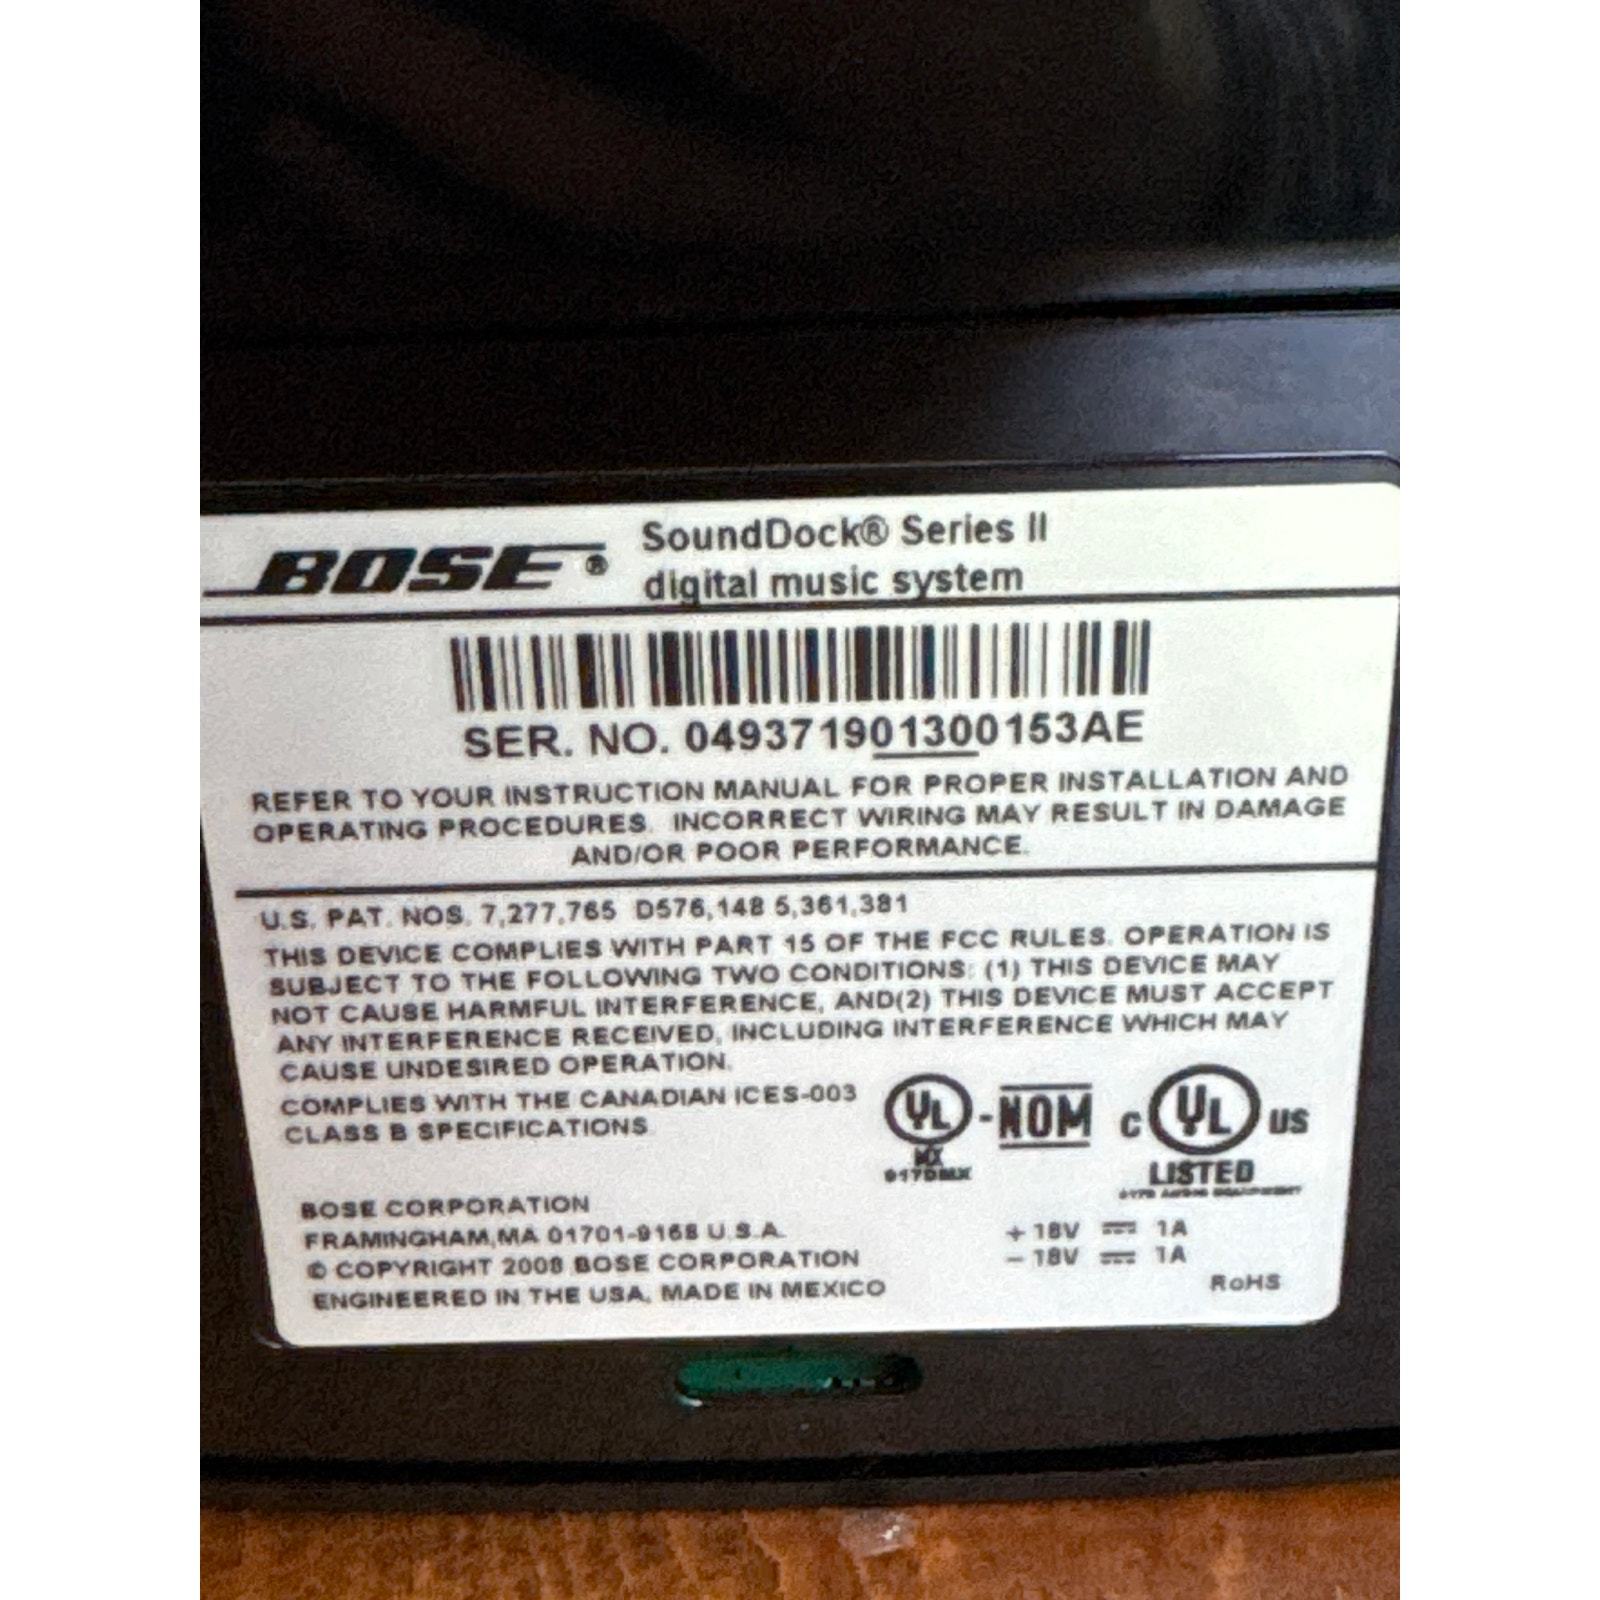 BOSE®
SoundDock® Series II
digital music system
SER. NO. 049371901300153AE
REFER TO YOUR INSTRUCTION MANUAL FOR PROPER INSTALLATION AND
OPERATING PROCEDURES. INCORRECT WIRING MAY RESULT IN DAMAGE
AND/OR POOR PERFORMANCE.
U.S. PAT. NOS. 7,277,765 D576,148 5,361,381
THIS DEVICE COMPLIES WITH PART 15 OF THE FCC RULES. OPERATION IS
SUBJECT TO THE FOLLOWING TWO CONDITIONS: (1) THIS DEVICE MAY
NOT CAUSE HARMFUL INTERFERENCE, AND(2) THIS DEVICE MUST ACCEPT
ANY INTERFERENCE RECEIVED, INCLUDING INTERFERENCE WHICH MAY
CAUSE UNDESIRED OPERATION.
COMPLIES WITH THE CANADIAN ICES-003
CLASS B SPECIFICATIONS
UL - NOM
MX
C UL US
LISTED
BOSE CORPORATION
FRAMINGHAM, MA 01701-9168 U.S.A.
© COPYRIGHT 2008 BOSE CORPORATION
ENGINEERED IN THE USA, MADE IN MEXICO
+ 18V ⎓ 1A
− 18V ⎓ 1A
RoHS